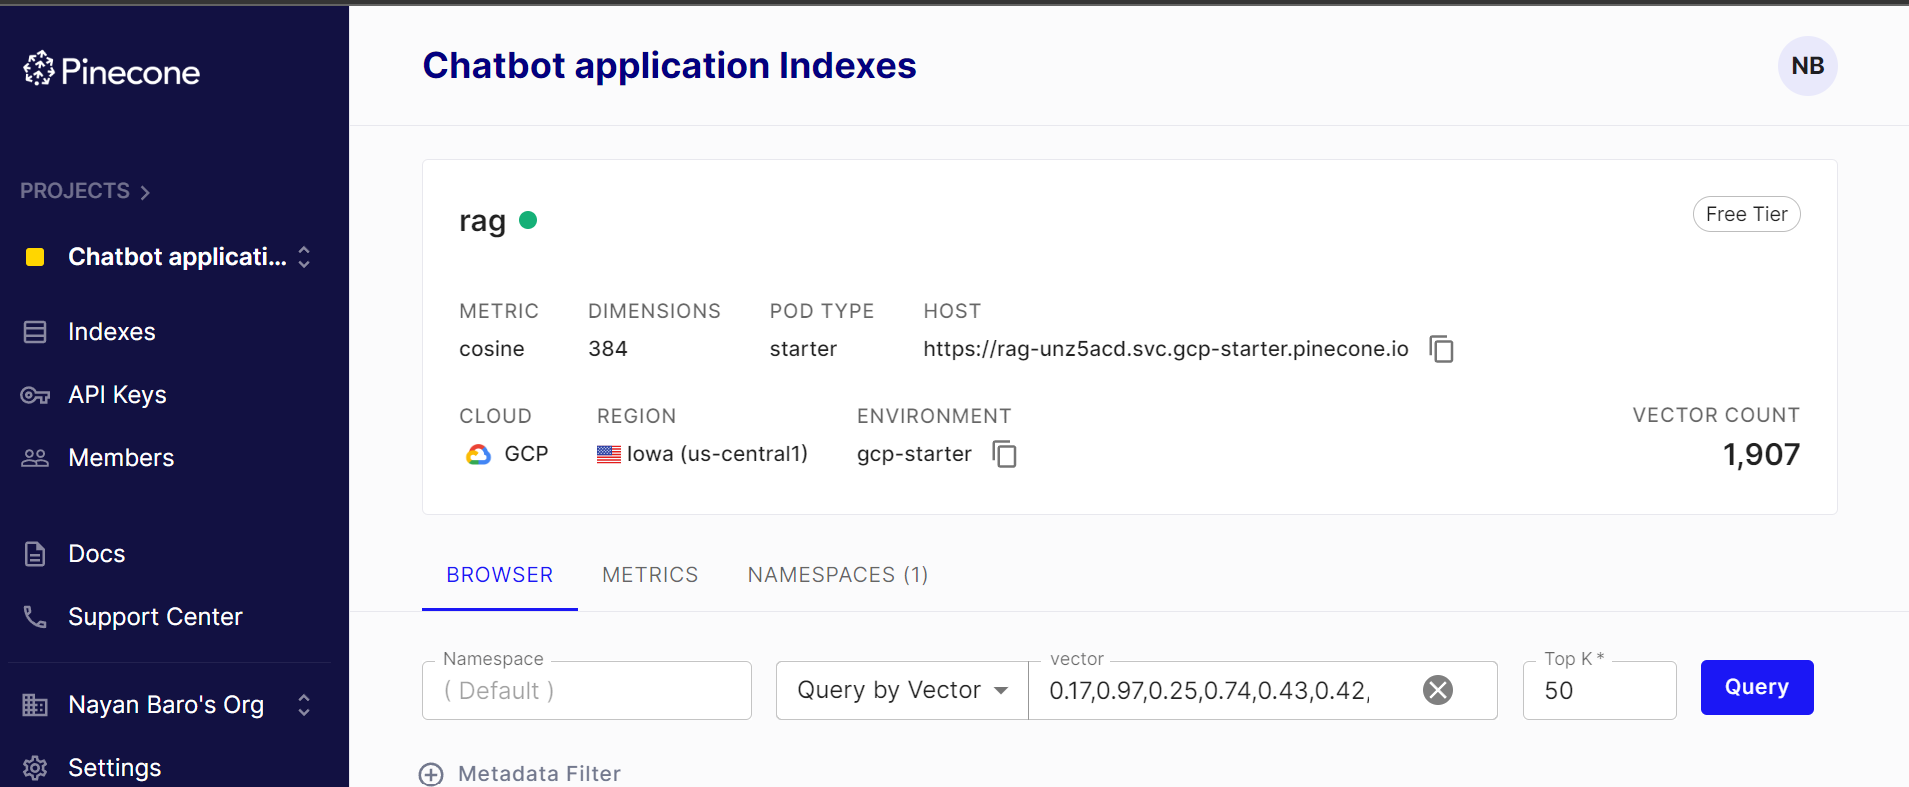 Pinecone
PROJECTS
Chatbot applicati...
Indexes
API Keys
Members
Docs
Support Center
Nayan Baro's Org
Settings
Chatbot application Indexes
NB
rag
Free Tier
METRIC DIMENSIONS POD TYPE HOST
cosine 384 starter https://rag-unz5acd.svc.gcp-starter.pinecone.io
CLOUD REGION ENVIRONMENT VECTOR COUNT
GCP Iowa (us-central1) gcp-starter 1,907
BROWSER METRICS NAMESPACES (1)
Namespace vector Top K *
( Default ) Query by Vector 0.17,0.97,0.25,0.74,0.43,0.42, 50 Query
Metadata Filter